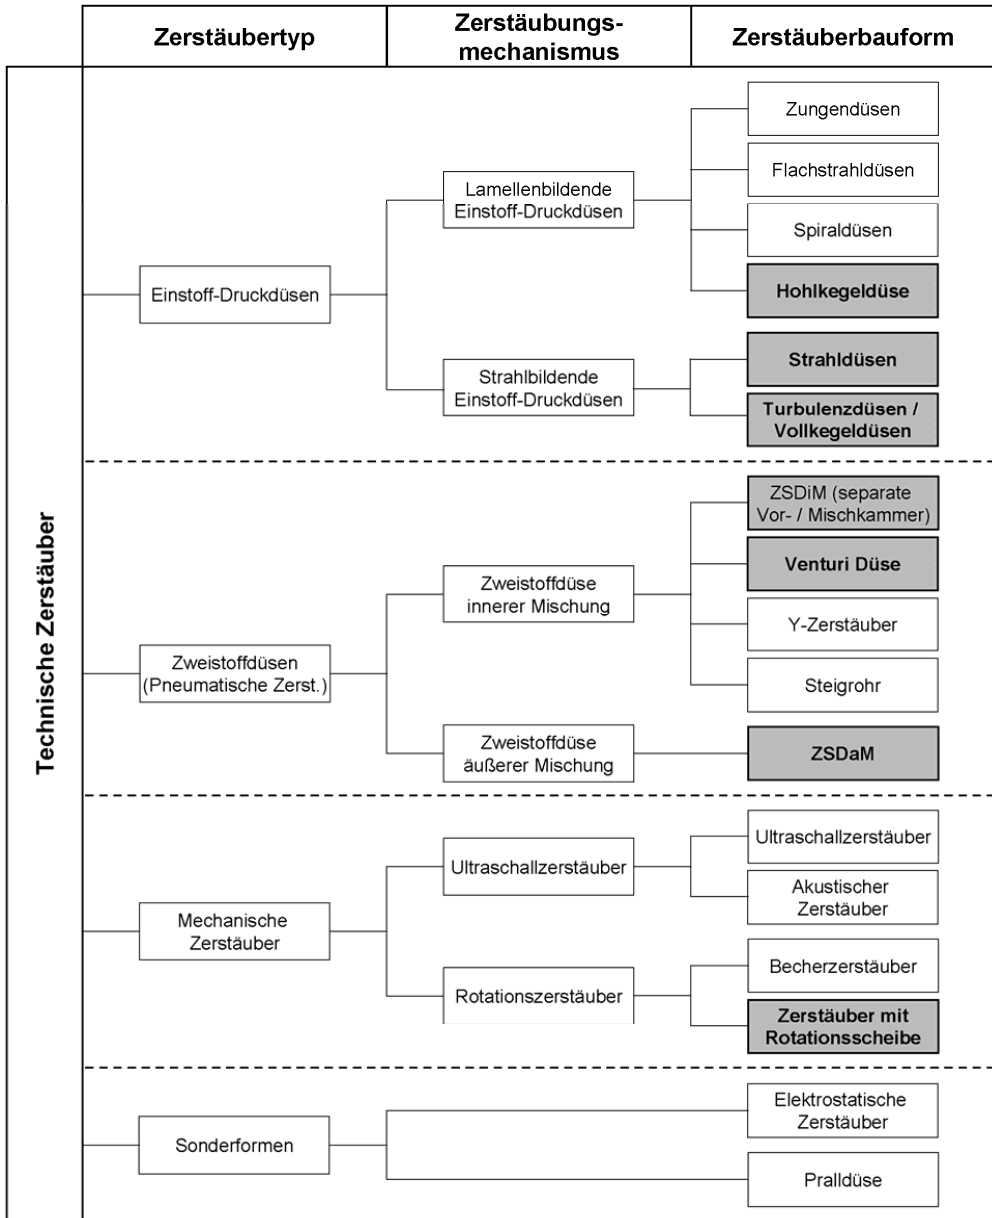 Zerstäubertyp
Zerstäubungs-
mechanismus
Zerstäuberbauform
Technische Zerstäuber
Einstoff-Druckdüsen
Lamellenbildende
Einstoff-Druckdüsen
Zungendüsen
Flachstrahldüsen
Spiraldüsen
Hohlkegeldüse
Strahlbildende
Einstoff-Druckdüsen
Strahldüsen
Turbulenzdüsen /
Vollkegeldüsen
Zweistoffdüsen
(Pneumatische Zerst.)
Zweistoffdüse
innerer Mischung
ZSDiM (separate
Vor- / Mischkammer)
Venturi Düse
Y-Zerstäuber
Steigrohr
Zweistoffdüse
äußerer Mischung
ZSDaM
Mechanische
Zerstäuber
Ultraschallzerstäuber
Ultraschallzerstäuber
Akustischer
Zerstäuber
Rotationszerstäuber
Becherzerstäuber
Zerstäuber mit
Rotationsscheibe
Sonderformen
Elektrostatische
Zerstäuber
Pralldüse